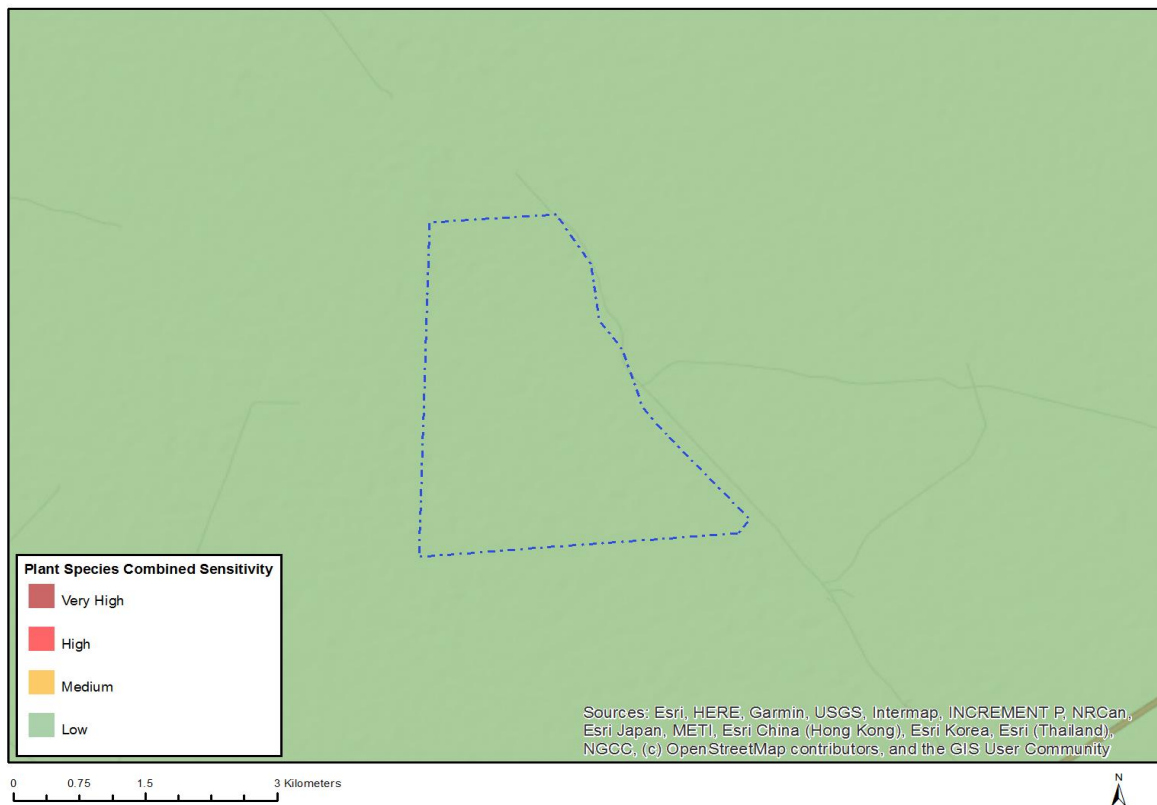 Plant Species Combined Sensitivity
Very High
High
Medium
Low
Sources: Esri, HERE, Garmin, USGS, Intermap, INCREMENT P, NRCan,
Esri Japan, METI, Esri China (Hong Kong), Esri Korea, Esri (Thailand),
NGCC, (c) OpenStreetMap contributors, and the GIS User Community
0 0.75 1.5 3 Kilometers
N